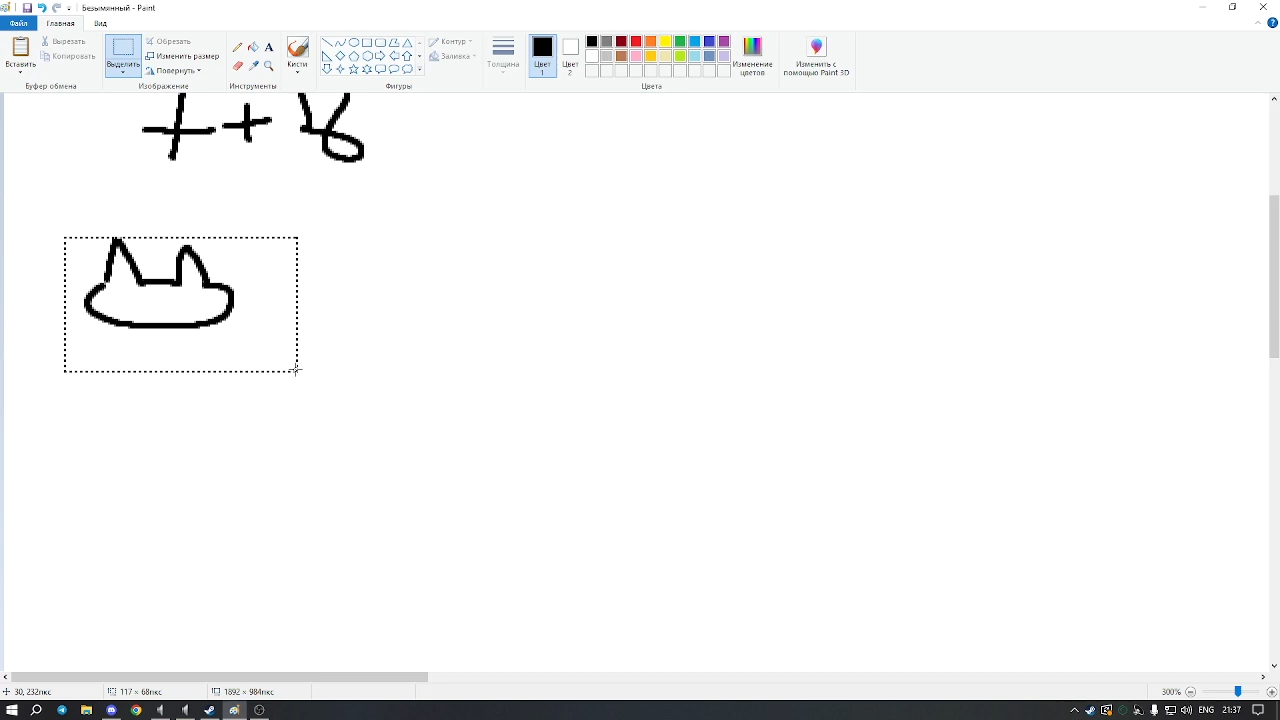 Безымянный - Paint
Файл Главная Вид
Вставить
Вырезать
Копировать
Буфер обмена
Выделить
Обрезать
Изменить размер
Повернуть
Изображение
A
Инструменты
Кисти
Контур
Заливка
Фигуры
Толщина
Цвет 1
Цвет 2
Изменение цветов
Цвета
Изменить с помощью Paint 3D
30, 232пкс 117 × 68пкс 1892 × 984пкс 300%
ENG 21:37